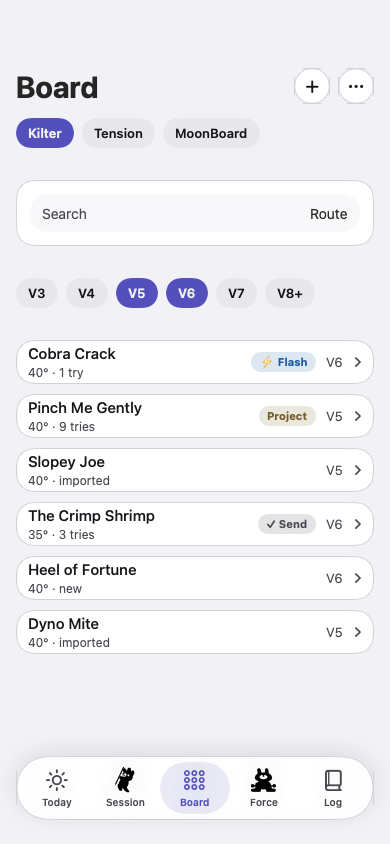 Board
Kilter Tension MoonBoard
Search Route
V3 V4 V5 V6 V7 V8+
Cobra Crack
40° · 1 try
⚡ Flash V6
Pinch Me Gently
40° · 9 tries
Project V5
Slopey Joe
40° · imported
V5
The Crimp Shrimp
35° · 3 tries
✓ Send V6
Heel of Fortune
40° · new
V6
Dyno Mite
40° · imported
V5
Today Session Board Force Log